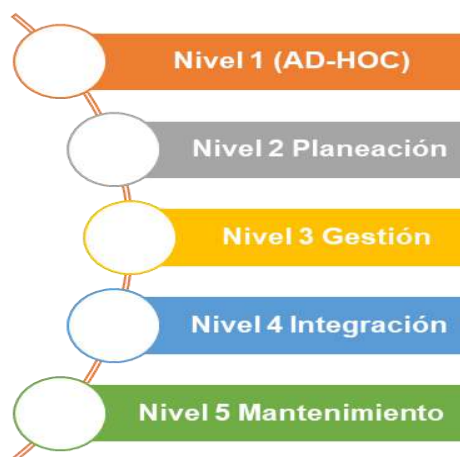 Nivel 1 (AD-HOC)
Nivel 2 Planeación
Nivel 3 Gestión
Nivel 4 Integración
Nivel 5 Mantenimiento